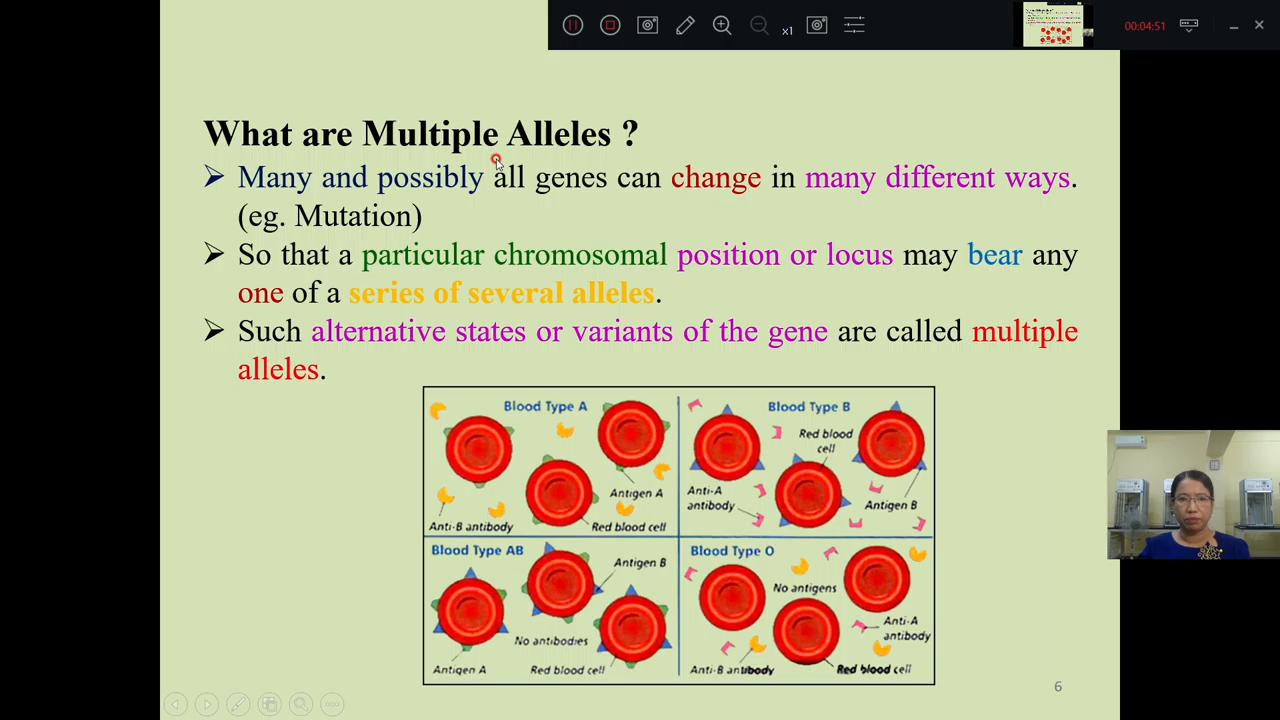 x1
00:04:51
What are Multiple Alleles ?
Many and possibly all genes can change in many different ways.
(eg. Mutation)
So that a particular chromosomal position or locus may bear any
one of a series of several alleles.
Such alternative states or variants of the gene are called multiple
alleles.
Blood Type A
Antigen A
Anti-B antibody
Red blood cell
Blood Type B
Red blood
cell
Anti-A
antibody
Antigen B
Blood Type AB
Antigen B
No antibodies
Antigen A
Red blood cell
Blood Type O
No antigens
Anti-A
antibody
Anti-B antibody
Red blood cell
6